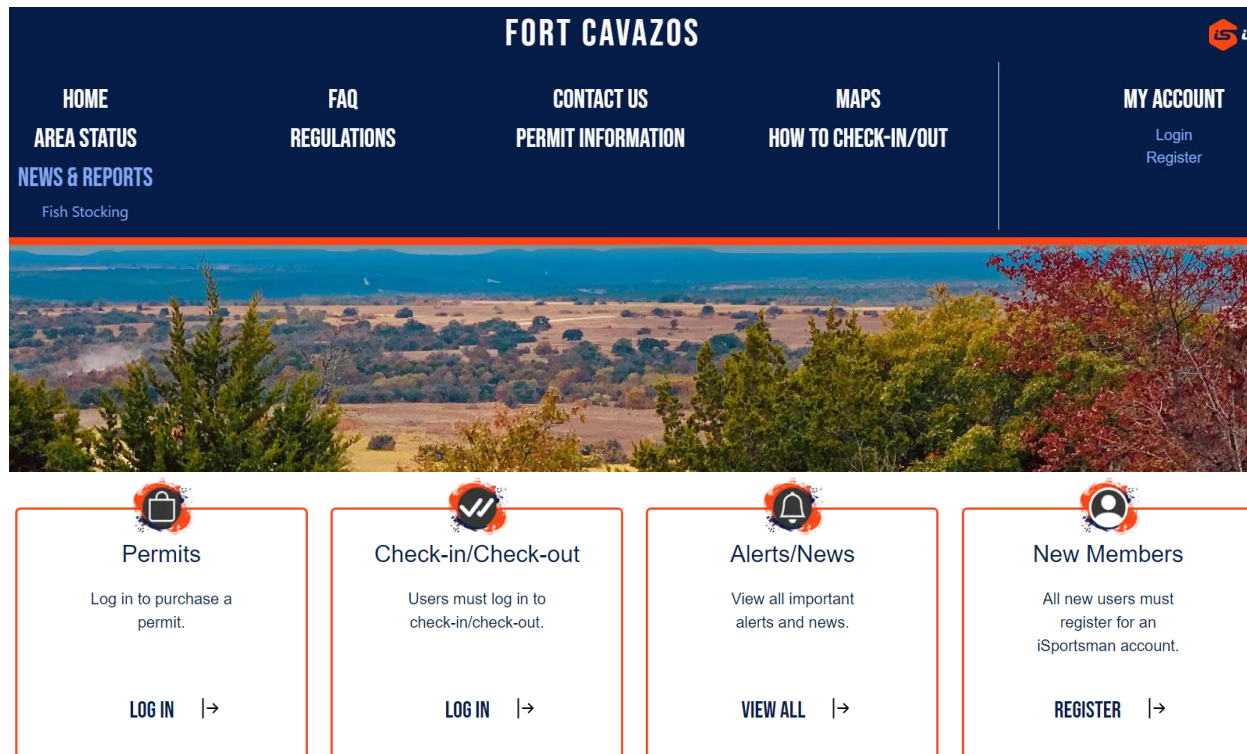 FORT CAVAZOS
iS
HOME
FAQ
CONTACT US
MAPS
MY ACCOUNT
AREA STATUS
REGULATIONS
PERMIT INFORMATION
HOW TO CHECK-IN/OUT
Login
Register
NEWS & REPORTS
Fish Stocking
Permits
Log in to purchase a
permit.
LOG IN
Check-in/Check-out
Users must log in to
check-in/check-out.
LOG IN
Alerts/News
View all important
alerts and news.
VIEW ALL
New Members
All new users must
register for an
iSportsman account.
REGISTER